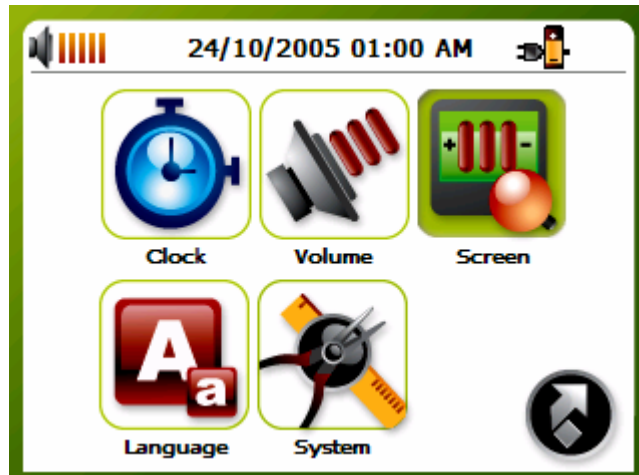 24/10/2005 01:00 AM
Clock Volume Screen
A
a
Language System